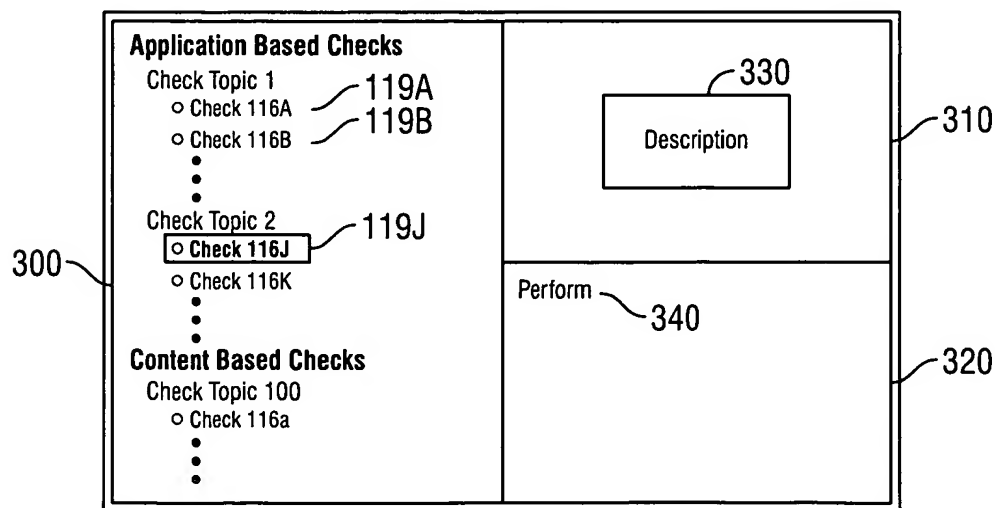 Application Based Checks
Check Topic 1
Check 116A
119A
Check 116B
119B
Check Topic 2
Check 116J
119J
Check 116K
300
Content Based Checks
Check Topic 100
Check 116a
330
Description
310
Perform
340
320